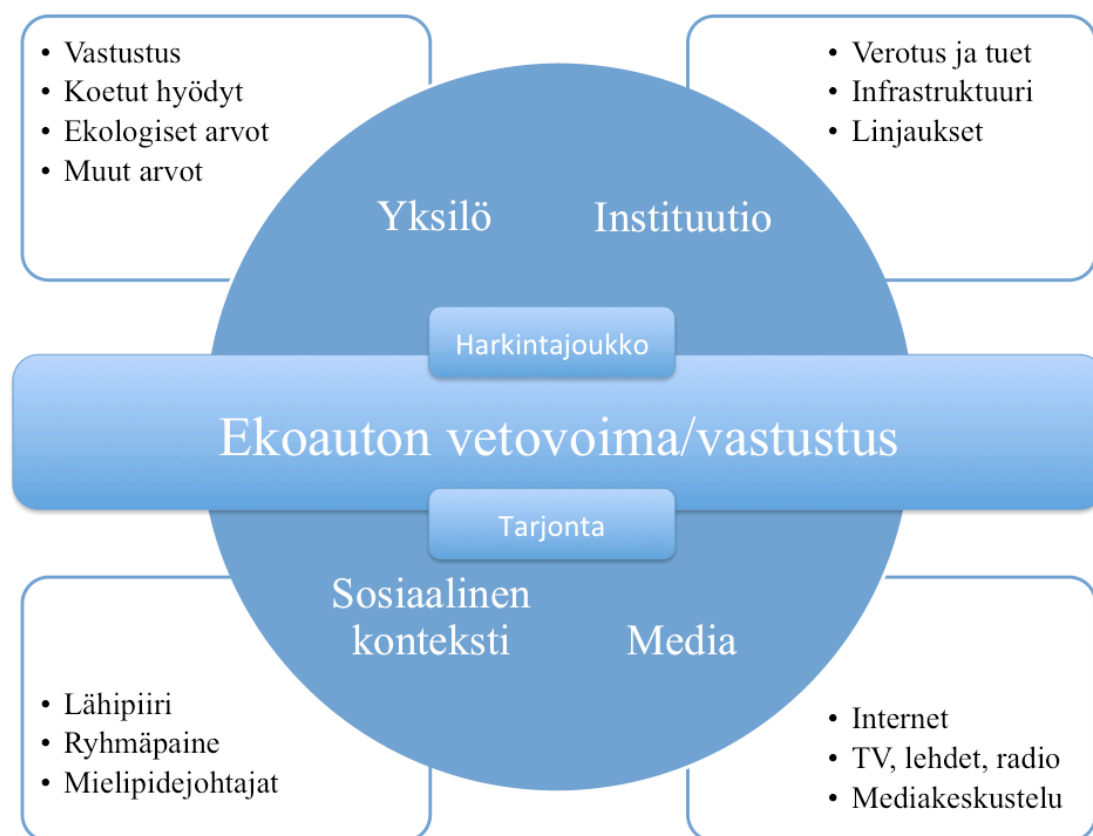 • Vastustus
• Koetut hyödyt
• Ekologiset arvot
• Muut arvot
• Verotus ja tuet
• Infrastruktuuri
• Linjaukset
Yksilö
Instituutio
Harkintajoukko
Ekoauton vetovoima/vastustus
Tarjonta
Sosiaalinen
konteksti
Media
• Lähipiiri
• Ryhmäpaine
• Mielipidejohtajat
• Internet
• TV, lehdet, radio
• Mediakeskustelu